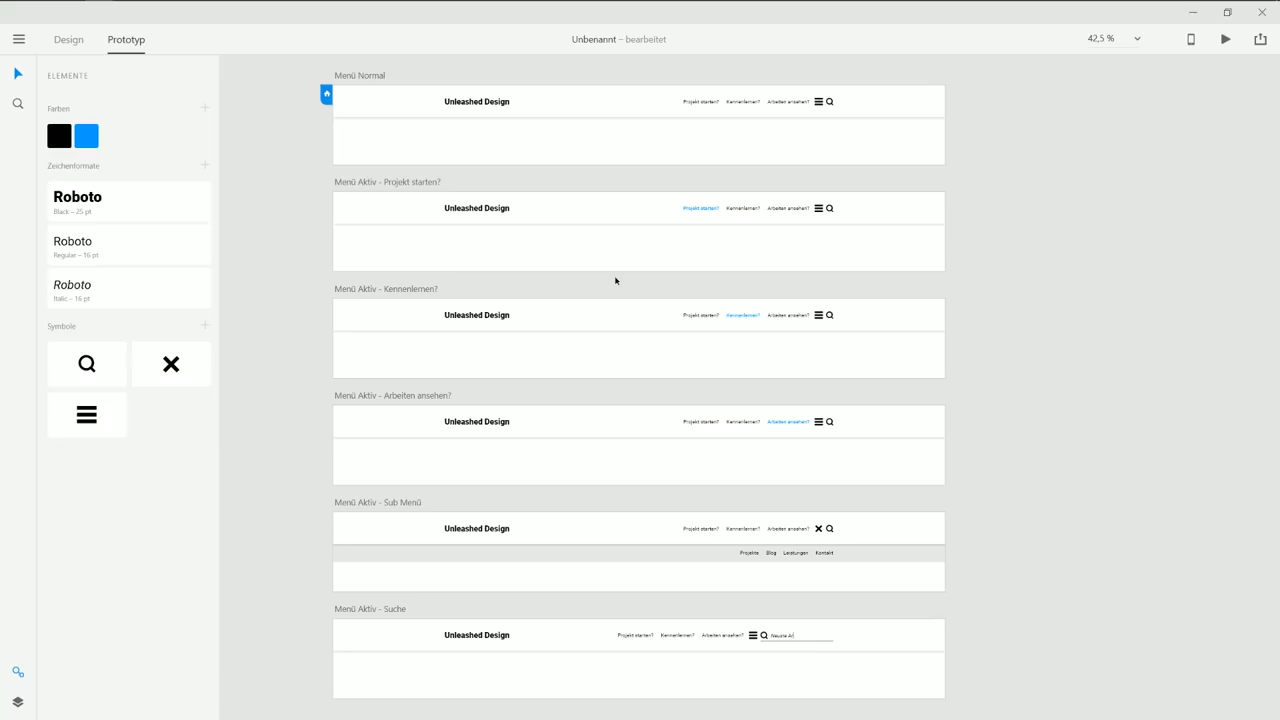 Design Prototyp Unbenannt – bearbeitet 42,5 %
ELEMENTE
Farben
Zeichenformate
Roboto
Black – 25 pt
Roboto
Regular – 16 pt
Roboto
Italic – 16 pt
Symbole
Menü Normal
Unleashed Design Projekt starten? Kennenlernen? Arbeiten ansehen?
Menü Aktiv - Projekt starten?
Unleashed Design Projekt starten? Kennenlernen? Arbeiten ansehen?
Menü Aktiv - Kennenlernen?
Unleashed Design Projekt starten? Kennenlernen? Arbeiten ansehen?
Menü Aktiv - Arbeiten ansehen?
Unleashed Design Projekt starten? Kennenlernen? Arbeiten ansehen?
Menü Aktiv - Sub Menü
Unleashed Design Projekt starten? Kennenlernen? Arbeiten ansehen?
Projekte Blog Leistungen Kontakt
Menü Aktiv - Suche
Unleashed Design Projekt starten? Kennenlernen? Arbeiten ansehen? Neuste Ar